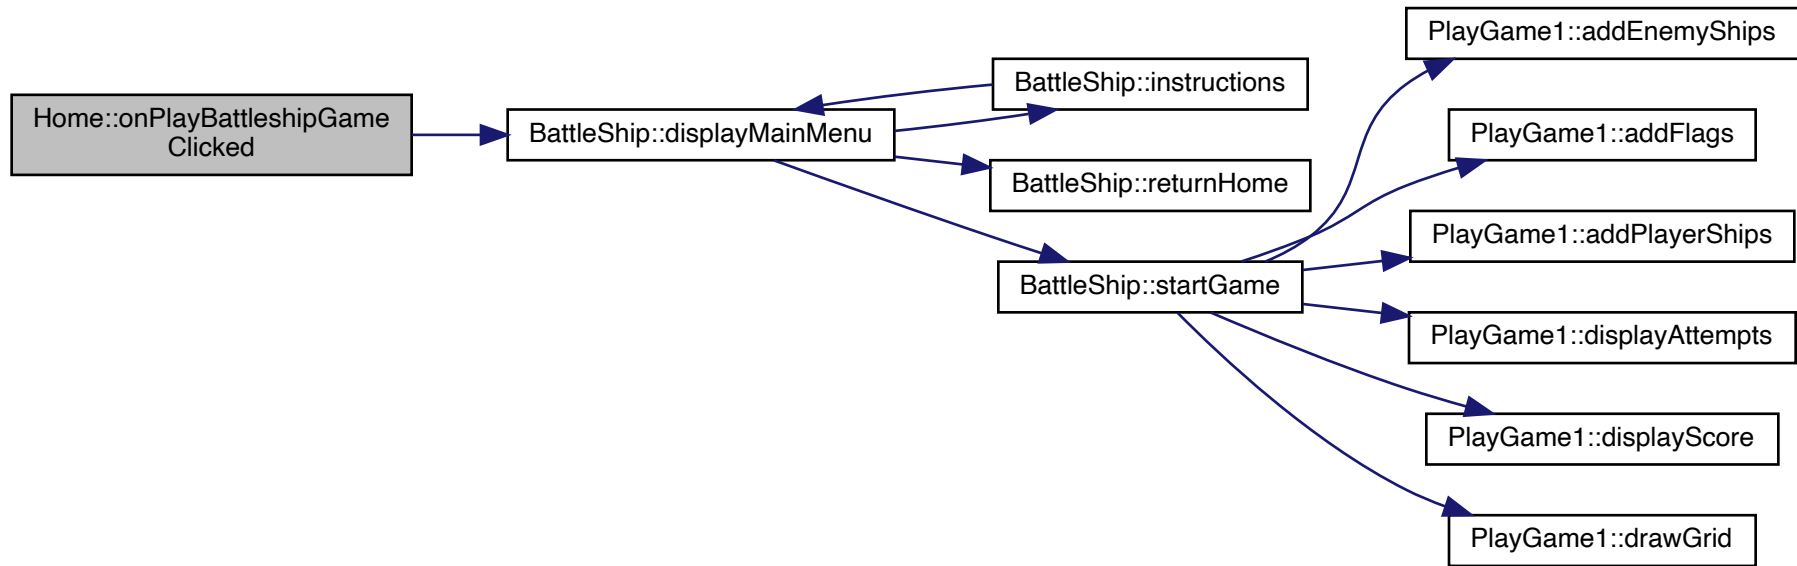 Home::onPlayBattleshipGame
Clicked
BattleShip::displayMainMenu
BattleShip::instructions
BattleShip::returnHome
BattleShip::startGame
PlayGame1::addEnemyShips
PlayGame1::addFlags
PlayGame1::addPlayerShips
PlayGame1::displayAttempts
PlayGame1::displayScore
PlayGame1::drawGrid